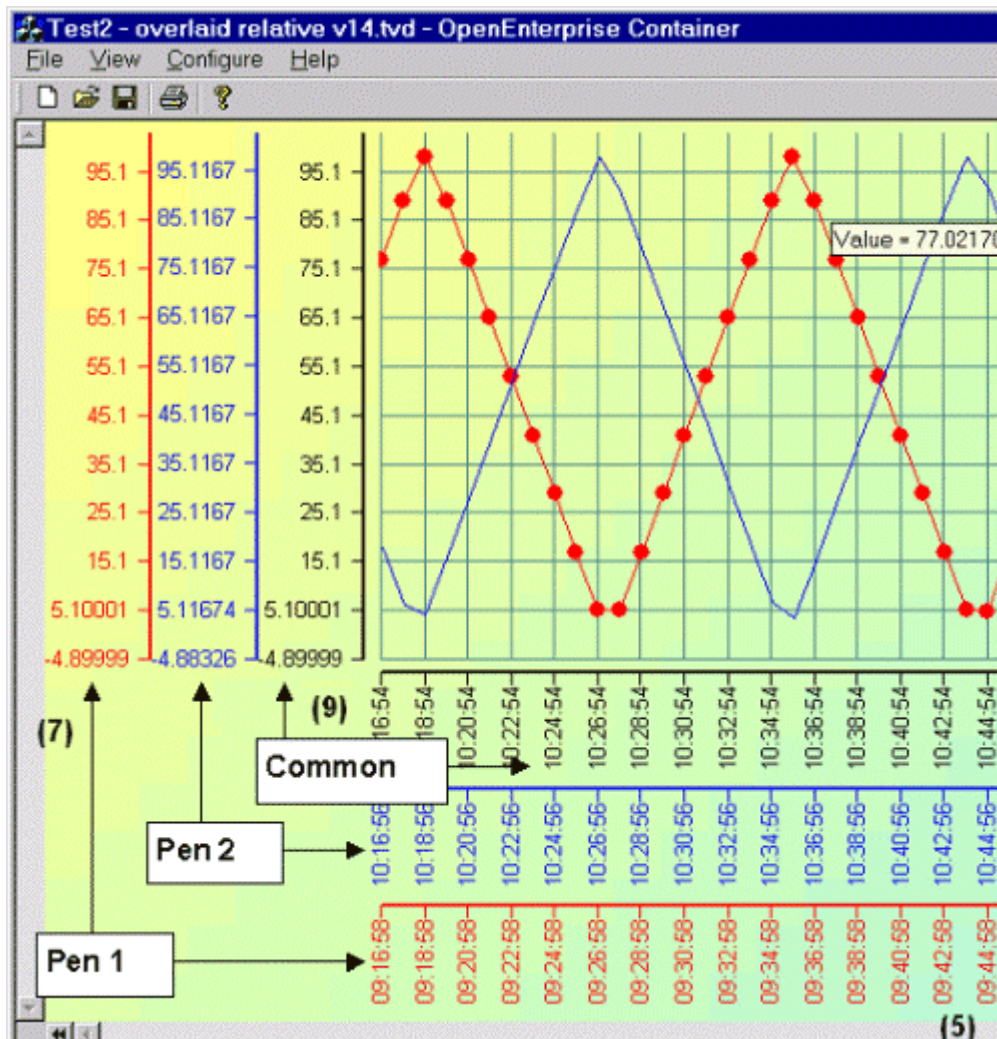 Test2 - overlaid relative v14.tvd - OpenEnterprise Container
File View Configure Help
95.1 95.1167 95.1
85.1 85.1167 85.1
Value = 77.02170
75.1 75.1167 75.1
65.1 65.1167 65.1
55.1 55.1167 55.1
45.1 45.1167 45.1
35.1 35.1167 35.1
25.1 25.1167 25.1
15.1 15.1167 15.1
5.10001 5.11674 5.10001
-4.89999 -4.88326 -4.89999
(7)
(9)
16:54 18:54 10:20:54 10:22:54 10:24:54 10:26:54 10:28:54 10:30:54 10:32:54 10:34:54 10:36:54 10:38:54 10:40:54 10:42:54 10:44:54
Common
Pen 2
10:16:56 10:18:56 10:20:56 10:22:56 10:24:56 10:26:56 10:28:56 10:30:56 10:32:56 10:34:56 10:36:56 10:38:56 10:40:56 10:42:56 10:44:56
Pen 1
09:16:58 09:18:58 09:20:58 09:22:58 09:24:58 09:26:58 09:28:58 09:30:58 09:32:58 09:34:58 09:36:58 09:38:58 09:40:58 09:42:58 09:44:58
(5)